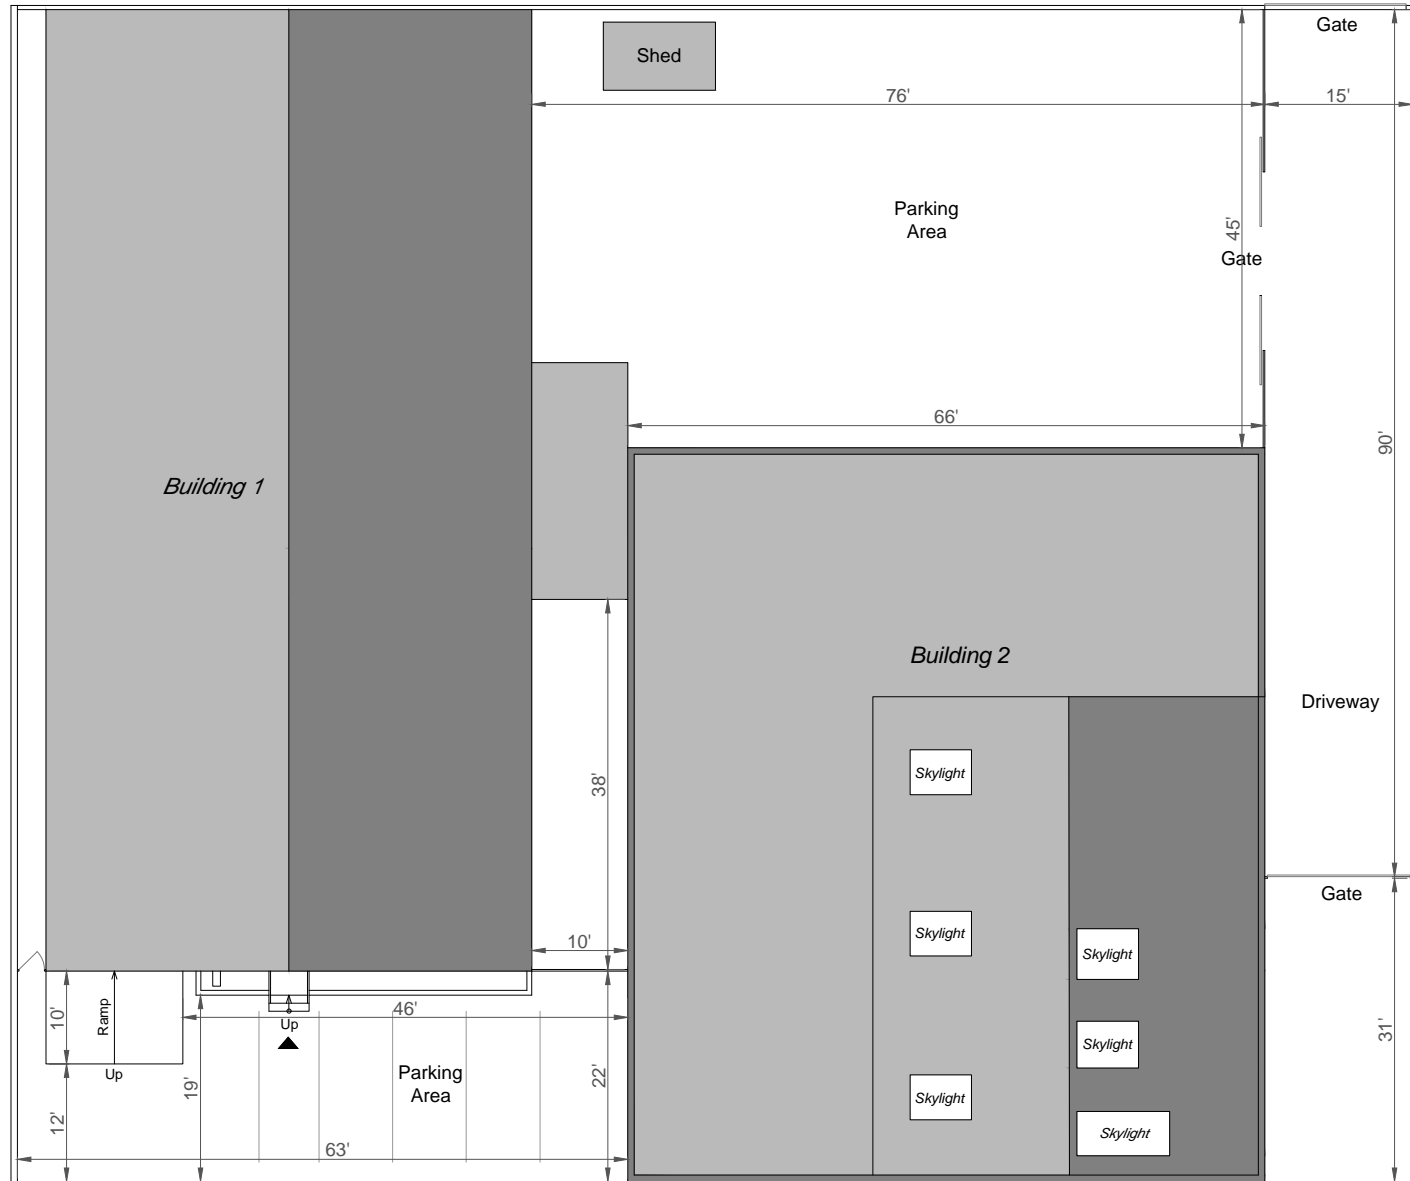 Gate
Shed
76'
15'
Parking
Area
45'
Gate
66'
90'
Building 1
Building 2
Driveway
Skylight
38'
Gate
Skylight
Skylight
10'
10'
Ramp
46'
Up
Up
19'
Parking
Area
22'
31'
Skylight
Skylight
12'
63'
Skylight